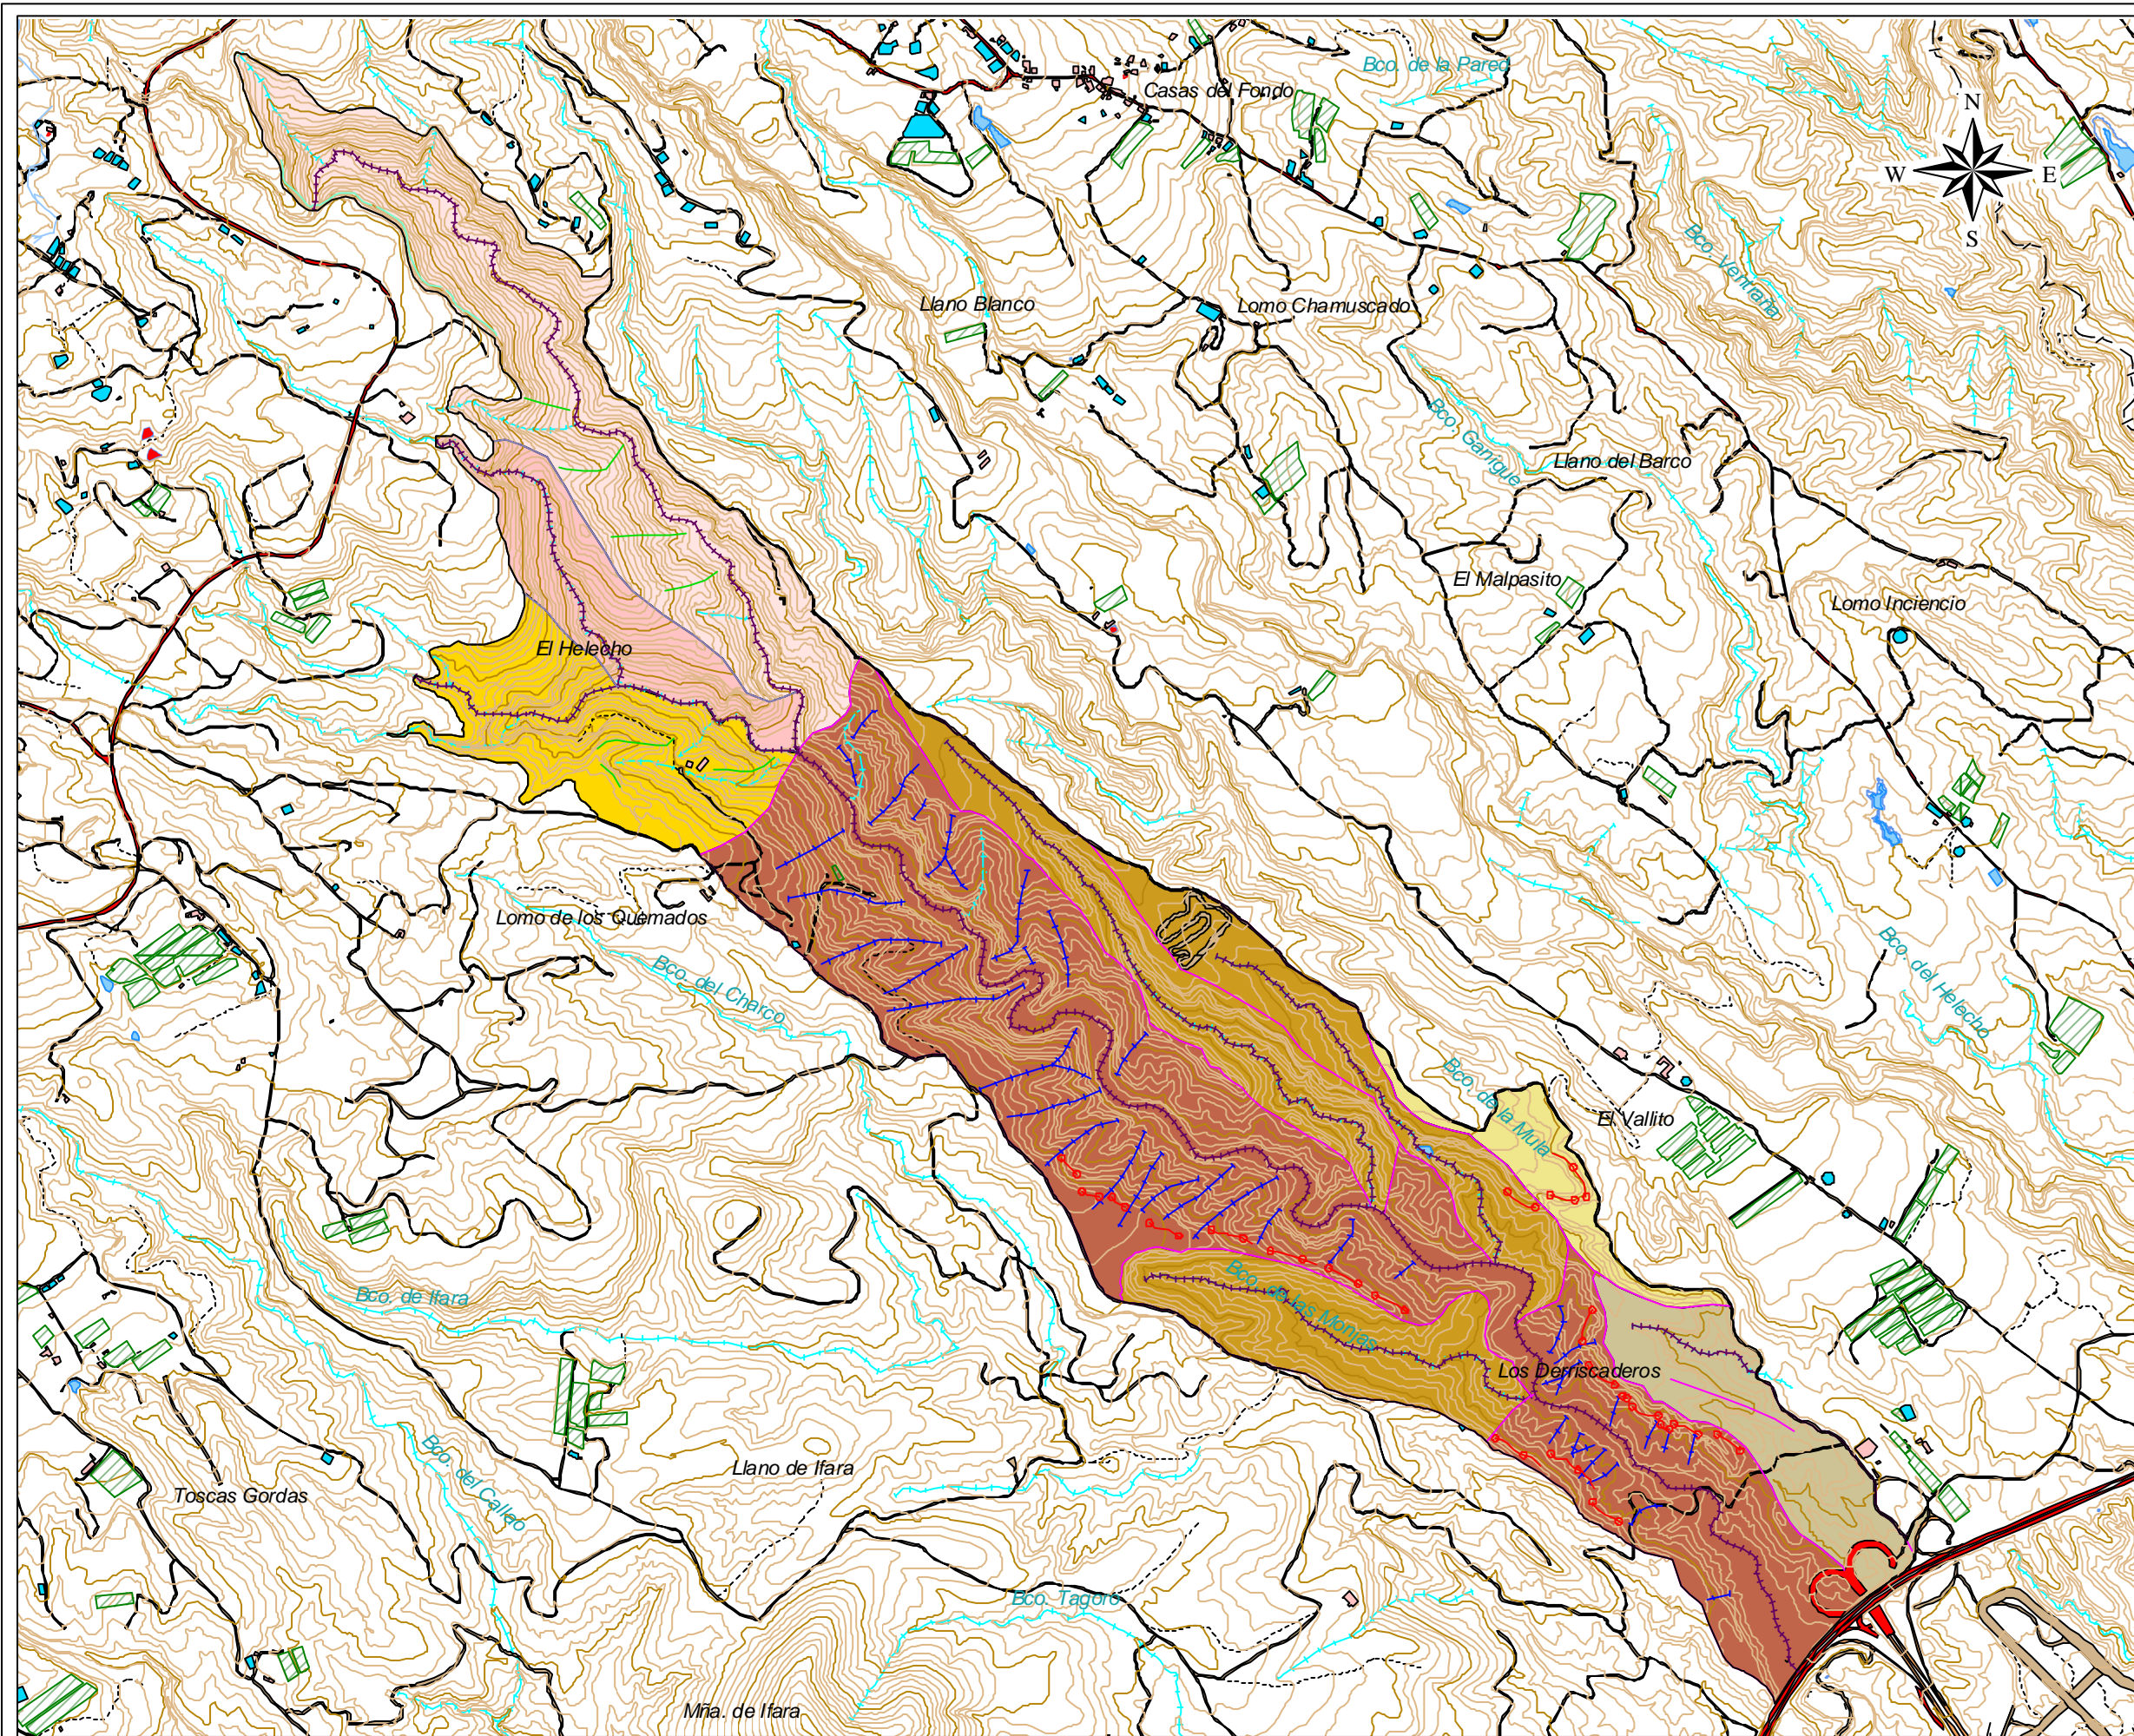 Bco. de la Pared
Casas del Fondo
N
W
E
S
Bco. Ventraña
Llano Blanco
Lomo Chamuscado
Bco. Ganigue
Llano del Barco
El Malpasito
Lomo Inciencio
El Helecho
Lomo de los Quemados
Bco. del Charco
Bco. del Helecho
Bco. de la Mula
El Vallito
Bco. de Ifara
Bco. de las Monjas
Los Derriscaderos
Bco. del Callao
Llano de Ifara
Toscas Gordas
Bco. Tagoro
Mña. de Ifara